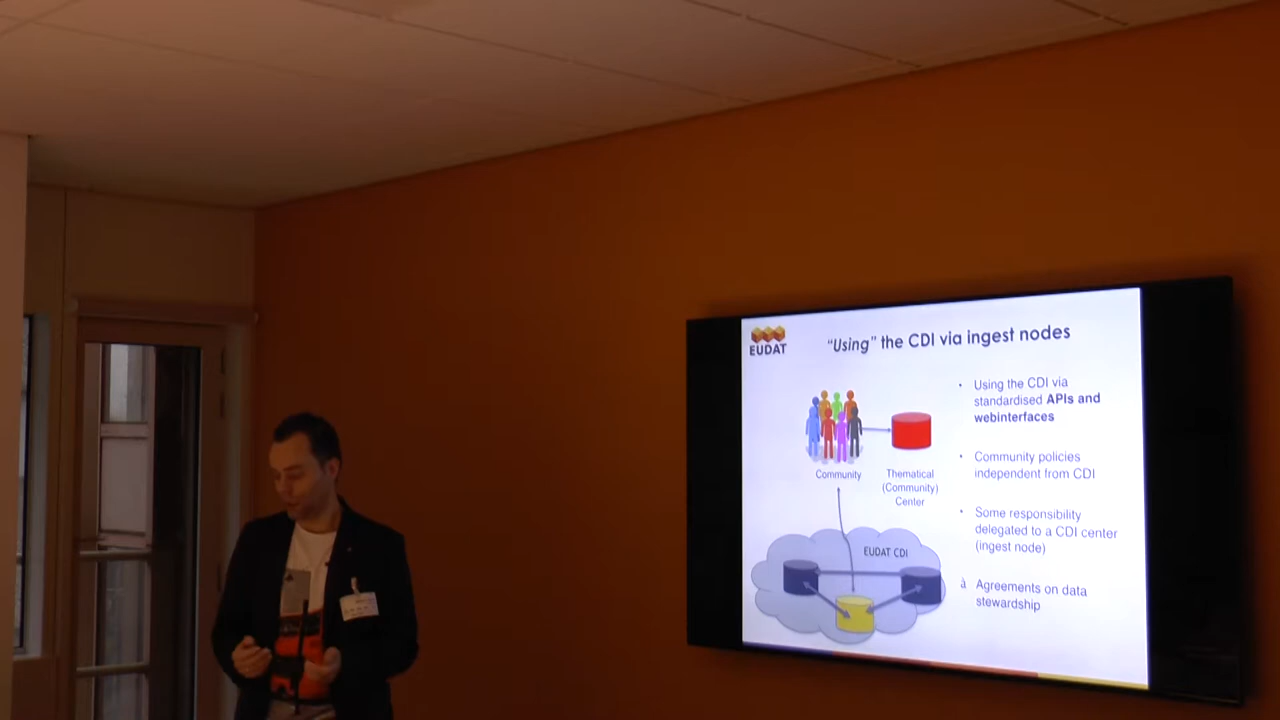 EUDAT
"Using" the CDI via ingest nodes
Community
Thematical
(Community)
Center
EUDAT CDI
• Using the CDI via
standardised APIs and
webinterfaces
• Community policies
independent from CDI
• Some responsibility
delegated to a CDI center
(ingest node)
à Agreements on data
stewardship